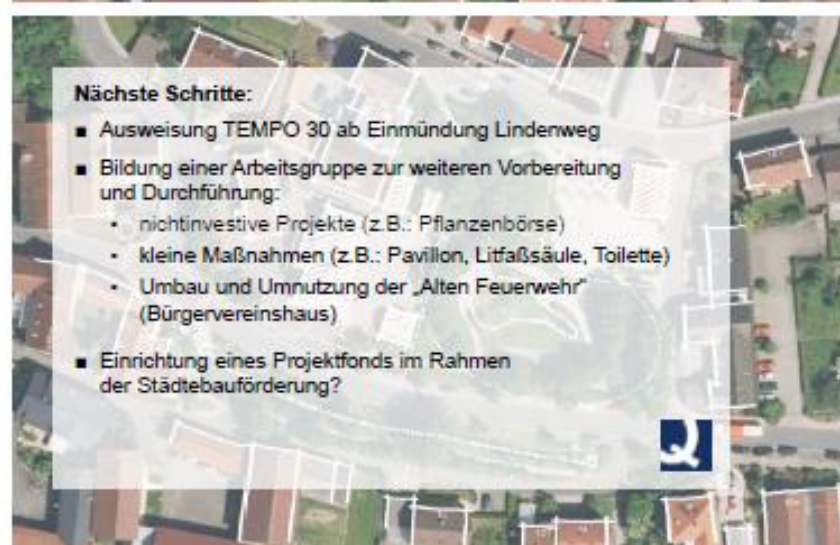 Nächste Schritte:
■ Ausweisung TEMPO 30 ab Einmündung Lindenweg
■ Bildung einer Arbeitsgruppe zur weiteren Vorbereitung
und Durchführung:
• nichtinvestive Projekte (z.B.: Pflanzenbörse)
• kleine Maßnahmen (z.B.: Pavillon, Litfaßsäule, Toilette)
• Umbau und Umnutzung der „Alten Feuerwehr"
(Bürgervereinshaus)
■ Einrichtung eines Projektfonds im Rahmen
der Städtebauförderung?
Q